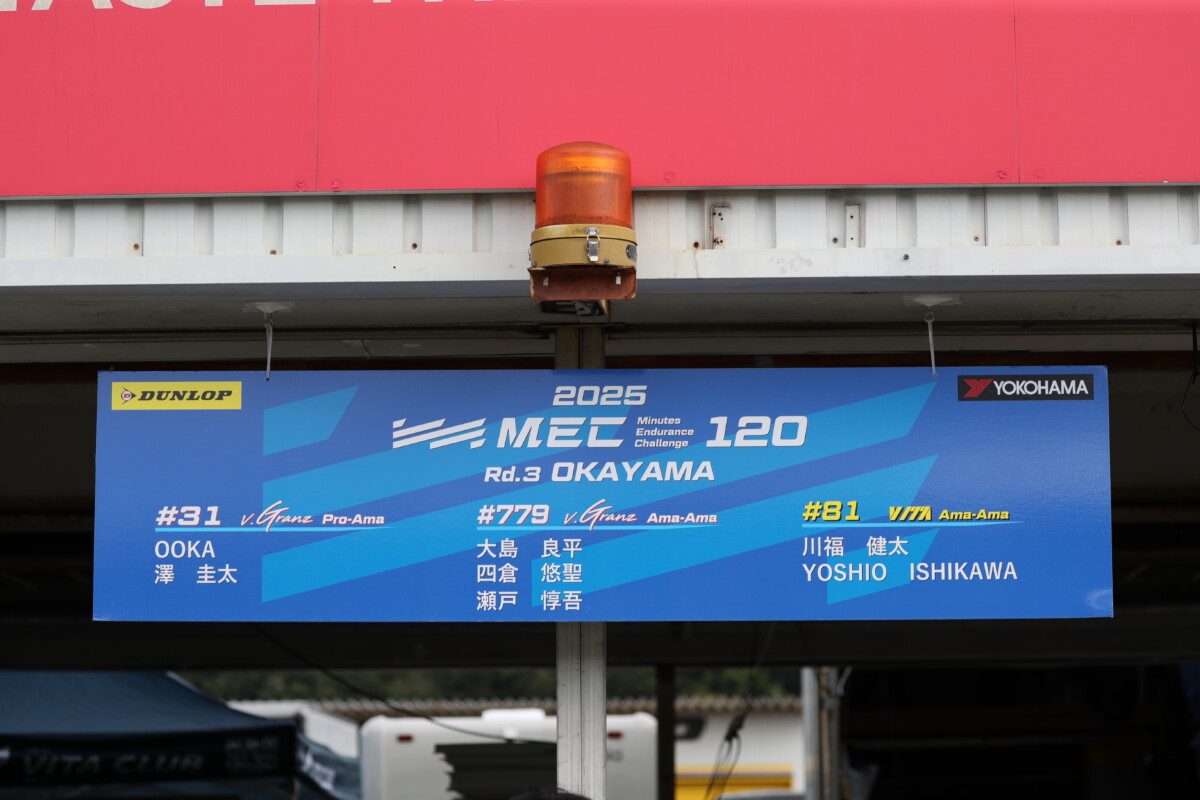 DUNLOP
2025
YOKOHAMA
MEC Minutes Endurance Challenge 120
Rd.3 OKAYAMA
#31 v.Granz Pro-Ama
OOKA
澤　圭太
#779 v.Granz Ama-Ama
大島　良平
四倉　悠聖
瀬戸　惇吾
#81 VITA Ama-Ama
川福　健太
YOSHIO　ISHIKAWA
VITA CLUB